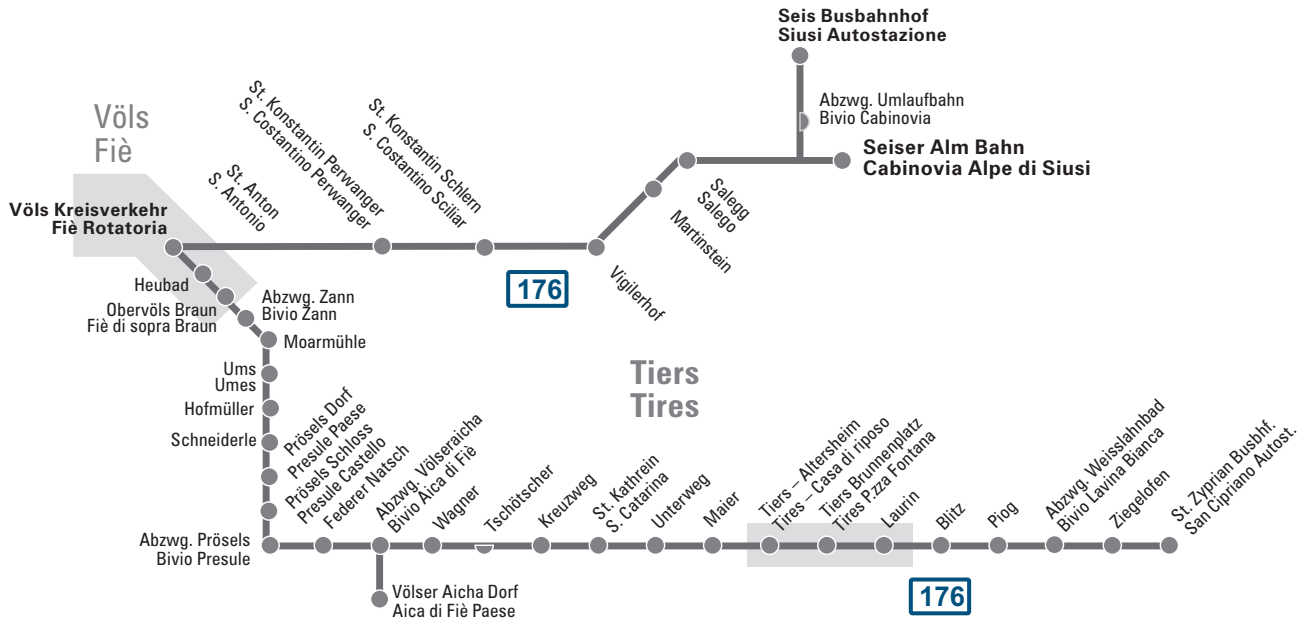 Seis Busbahnhof
Siusi Autostazione
Abzwg. Umlaufbahn
Bivio Cabinovia
Seiser Alm Bahn
Cabinovia Alpe di Siusi
Völs
Fiè
St. Konstantin Perwanger
S. Costantino Perwanger
St. Konstantin Schlern
S. Costantino Sciliar
St. Anton
S. Antonio
Völs Kreisverkehr
Fiè Rotatoria
Salegg
Salego
Martinstein
Vigilerhof
176
Heubad
Obervöls Braun
Fiè di sopra Braun
Abzwg. Zann
Bivio Zann
Moarmühle
Ums
Umes
Hofmüller
Schneiderle
Tiers
Tires
Prösels Dorf
Presule Paese
Prösels Schloss
Presule Castello
Federer Natsch
Abzwg. Völseraicha
Bivio Aica di Fiè
Wagner
Tschötscher
Kreuzweg
St. Kathrein
S. Catarina
Unterweg
Maier
Tiers – Altersheim
Tires – Casa di riposo
Tiers Brunnenplatz
Tires P.zza Fontana
Laurin
Blitz
Piog
Abzwg. Weisslahnbad
Bivio Lavina Bianca
Ziegelofen
St. Zyprian Busbhf.
San Cipriano Autost.
Abzwg. Prösels
Bivio Presule
Völser Aicha Dorf
Aica di Fiè Paese
176